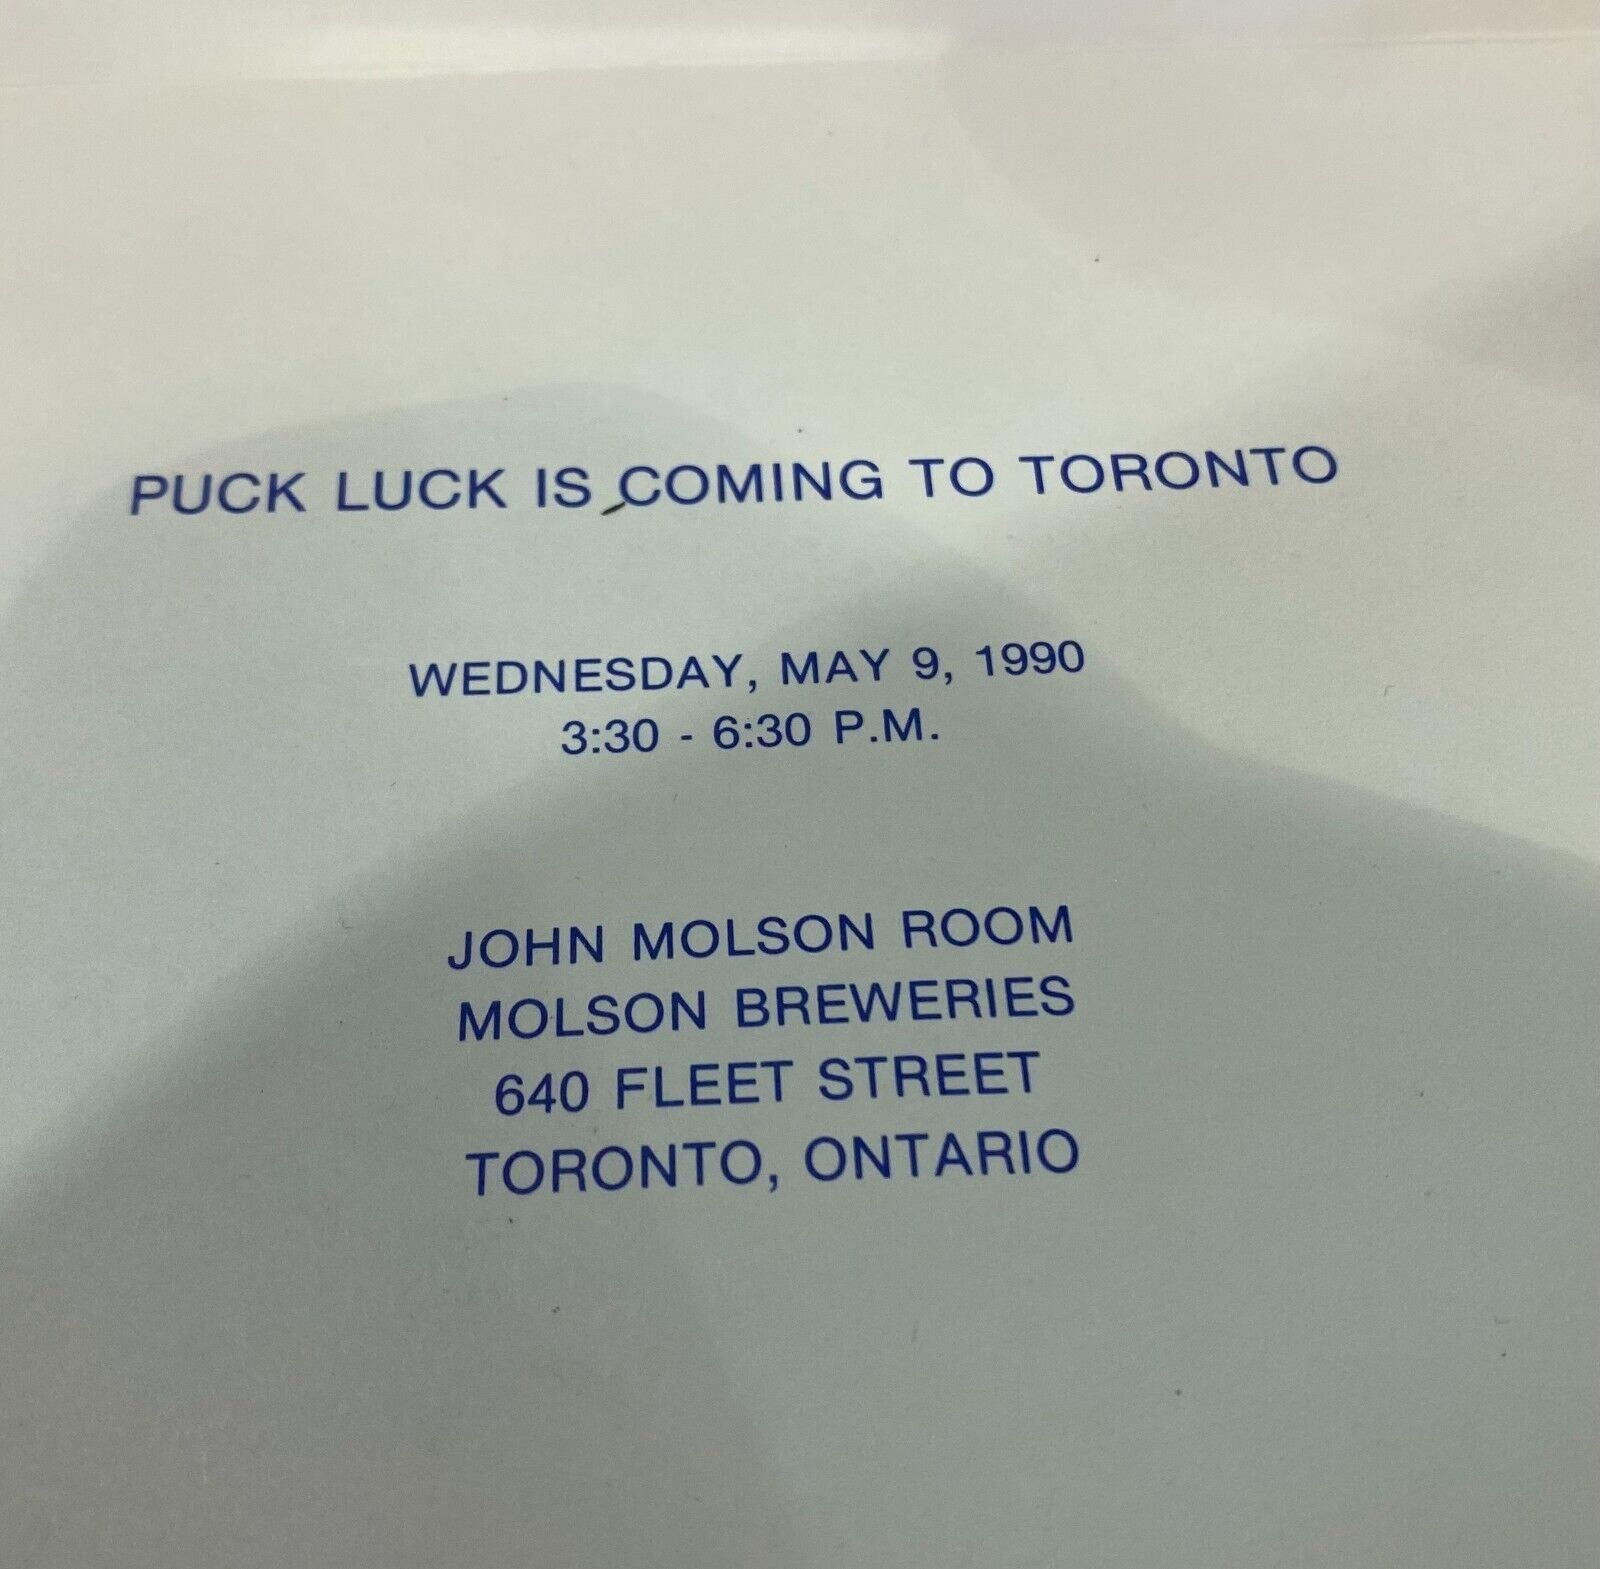 PUCK LUCK IS COMING TO TORONTO
WEDNESDAY, MAY 9, 1990
3:30 - 6:30 P.M.
JOHN MOLSON ROOM
MOLSON BREWERIES
640 FLEET STREET
TORONTO, ONTARIO